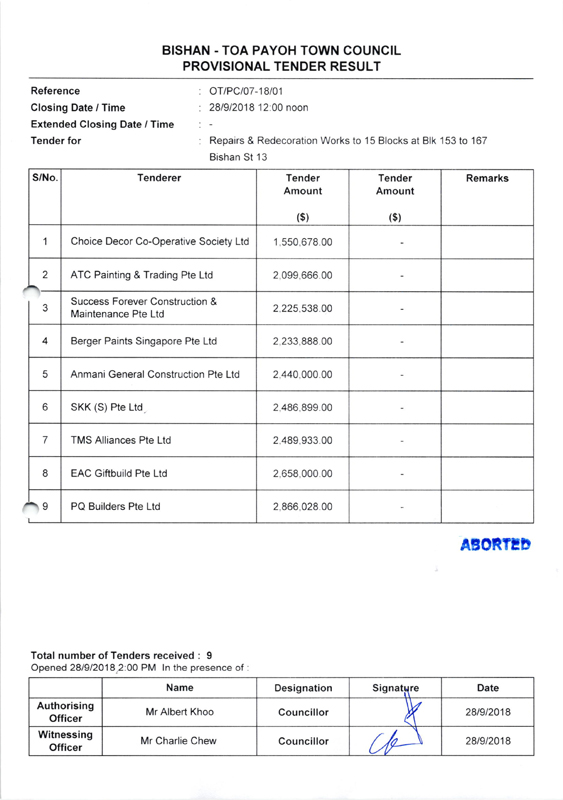 BISHAN - TOA PAYOH TOWN COUNCIL
PROVISIONAL TENDER RESULT
Reference : OT/PC/07-18/01
Closing Date / Time : 28/9/2018 12:00 noon
Extended Closing Date / Time : -
Tender for : Repairs & Redecoration Works to 15 Blocks at Blk 153 to 167
Bishan St 13
S/No. Tenderer Tender Amount ($) Tender Amount ($) Remarks
1 Choice Decor Co-Operative Society Ltd 1,550,678.00 -
2 ATC Painting & Trading Pte Ltd 2,099,666.00 -
3 Success Forever Construction &
Maintenance Pte Ltd 2,225,538.00 -
4 Berger Paints Singapore Pte Ltd 2,233,888.00 -
5 Anmani General Construction Pte Ltd 2,440,000.00 -
6 SKK (S) Pte Ltd 2,486,899.00 -
7 TMS Alliances Pte Ltd 2,489,933.00 -
8 EAC Giftbuild Pte Ltd 2,658,000.00 -
9 PQ Builders Pte Ltd 2,866,028.00 -
ABORTED
Total number of Tenders received : 9
Opened 28/9/2018 2:00 PM In the presence of :
Name Designation Signature Date
Authorising
Officer Mr Albert Khoo Councillor 28/9/2018
Witnessing
Officer Mr Charlie Chew Councillor 28/9/2018